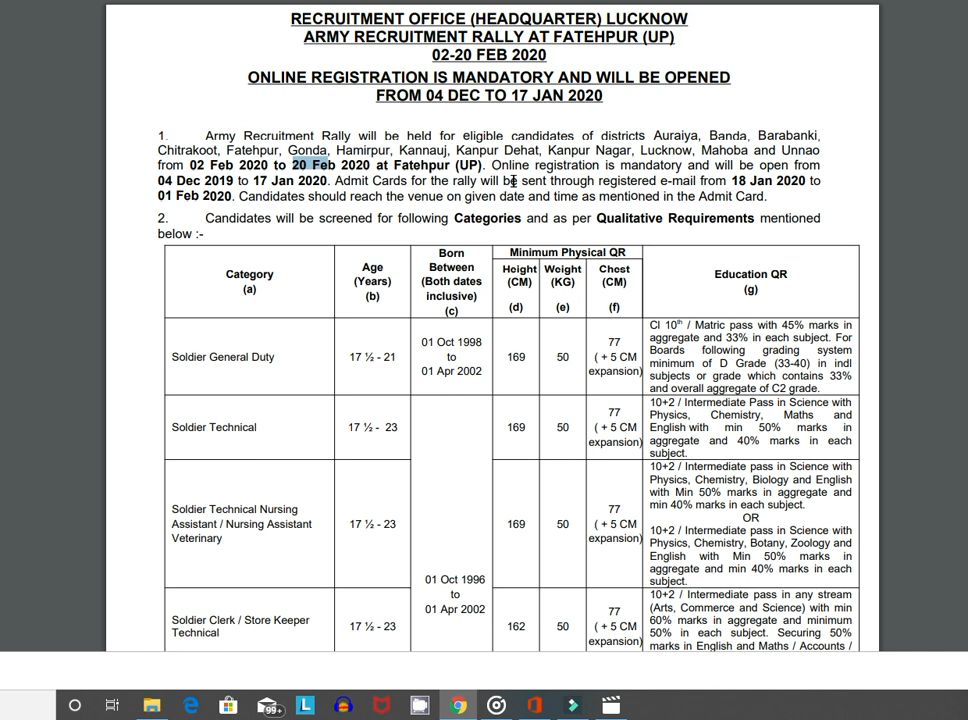 RECRUITMENT OFFICE (HEADQUARTER) LUCKNOW
ARMY RECRUITMENT RALLY AT FATEHPUR (UP)
02-20 FEB 2020
ONLINE REGISTRATION IS MANDATORY AND WILL BE OPENED
FROM 04 DEC TO 17 JAN 2020
1. Army Recruitment Rally will be held for eligible candidates of districts Auraiya, Banda, Barabanki,
Chitrakoot, Fatehpur, Gonda, Hamirpur, Kannauj, Kanpur Dehat, Kanpur Nagar, Lucknow, Mahoba and Unnao
from 02 Feb 2020 to 20 Feb 2020 at Fatehpur (UP). Online registration is mandatory and will be open from
04 Dec 2019 to 17 Jan 2020. Admit Cards for the rally will be sent through registered e-mail from 18 Jan 2020 to
01 Feb 2020. Candidates should reach the venue on given date and time as mentioned in the Admit Card.
2. Candidates will be screened for following Categories and as per Qualitative Requirements mentioned
below :-
Category
(a)
Age
(Years)
(b)
Born
Between
(Both dates
inclusive)
(c)
Minimum Physical QR
Height
(CM)
(d)
Weight
(KG)
(e)
Chest
(CM)
(f)
Education QR
(g)
Soldier General Duty
17 ½ - 21
01 Oct 1998
to
01 Apr 2002
169
50
77
( + 5 CM
expansion)
Cl 10th / Matric pass with 45% marks in
aggregate and 33% in each subject. For
Boards following grading system
minimum of D Grade (33-40) in indl
subjects or grade which contains 33%
and overall aggregate of C2 grade.
Soldier Technical
17 ½ - 23
169
50
77
( + 5 CM
expansion)
10+2 / Intermediate Pass in Science with
Physics, Chemistry, Maths and
English with min 50% marks in
aggregate and 40% marks in each
subject.
Soldier Technical Nursing
Assistant / Nursing Assistant
Veterinary
17 ½ - 23
01 Oct 1996
to
01 Apr 2002
169
50
77
( + 5 CM
expansion)
10+2 / Intermediate pass in Science with
Physics, Chemistry, Biology and English
with Min 50% marks in aggregate and
min 40% marks in each subject.
OR
10+2 / Intermediate pass in Science with
Physics, Chemistry, Botany, Zoology and
English with Min 50% marks in
aggregate and min 40% marks in each
subject.
Soldier Clerk / Store Keeper
Technical
17 ½ - 23
162
50
77
( + 5 CM
expansion)
10+2 / Intermediate pass in any stream
(Arts, Commerce and Science) with min
60% marks in aggregate and minimum
50% in each subject. Securing 50%
marks in English and Maths / Accounts /
99+
L